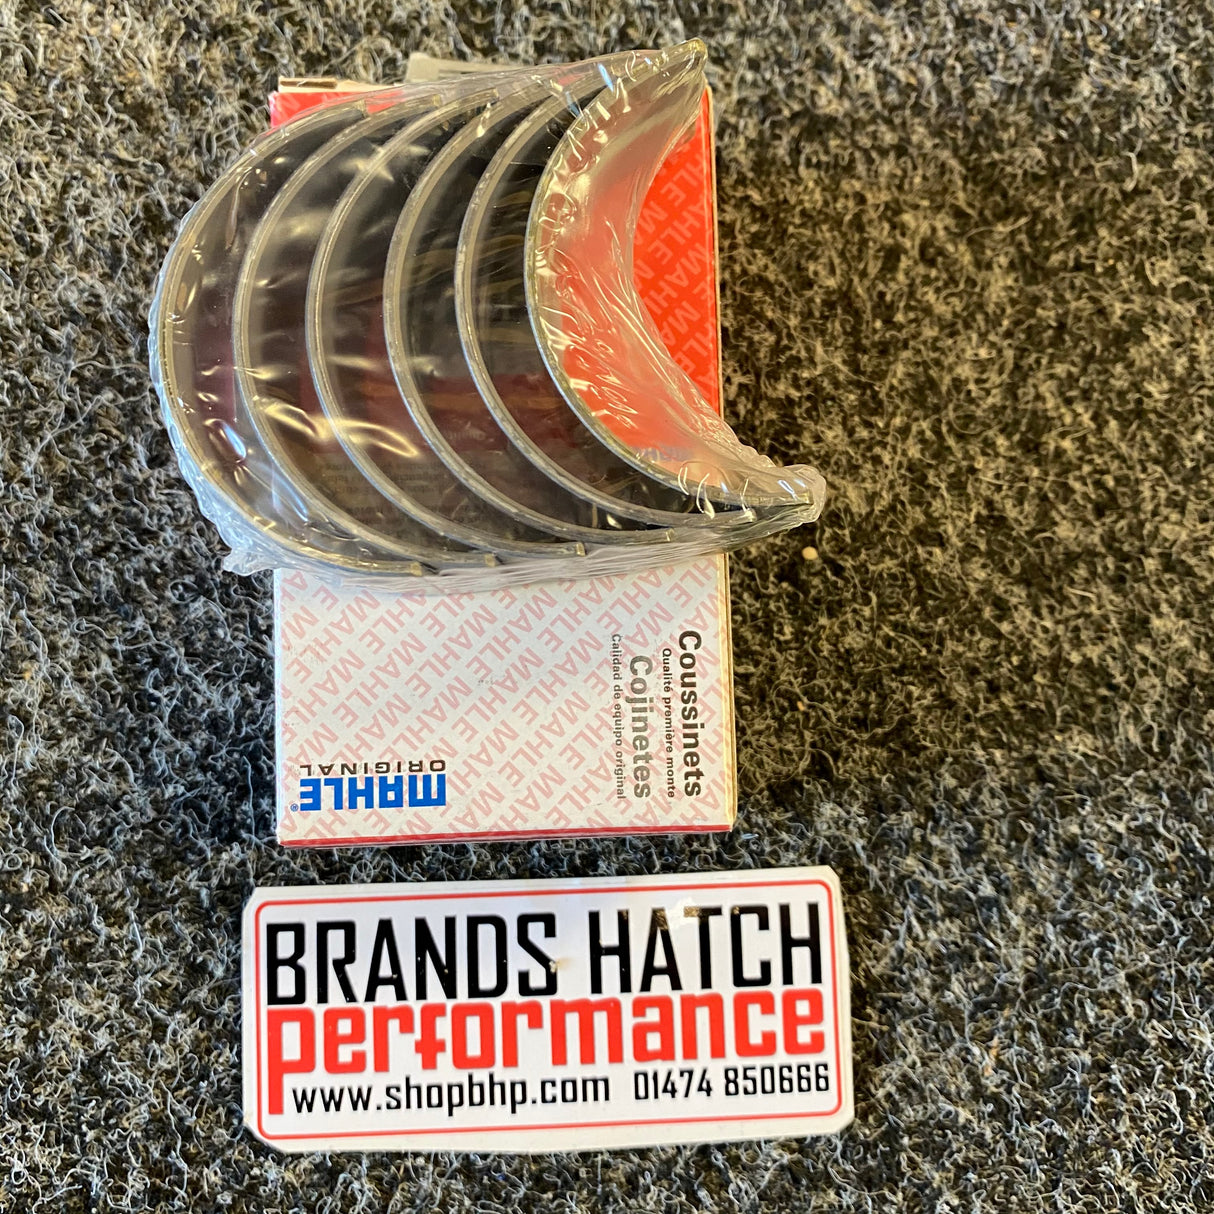 Coussinets
Qualité première monte
Cojinetes
Calidad de equipo original
MAHLE®
ORIGINAL
BRANDS HATCH
performance
www.shopbhp.com 01474 850666